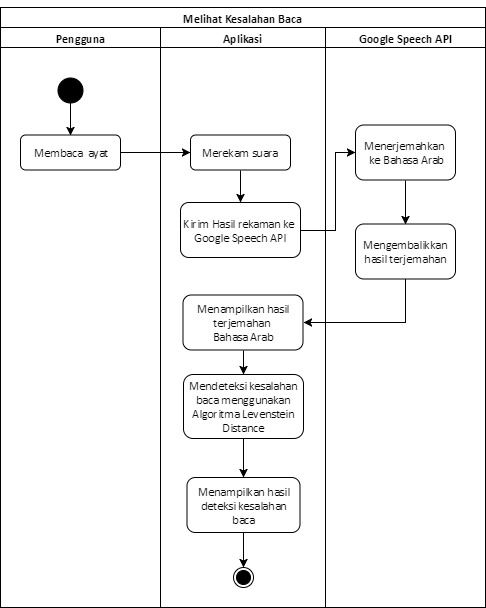 Melihat Kesalahan Baca
Pengguna
Aplikasi
Google Speech API
Membaca ayat
Merekam suara
Menerjemahkan
ke Bahasa Arab
Kirim Hasil rekaman ke
Google Speech API
Mengembalikkan
hasil terjemahan
Menampilkan hasil
terjemahan
Bahasa Arab
Mendeteksi kesalahan
baca menggunakan
Algoritma Levenstein
Distance
Menampilkan hasil
deteksi kesalahan
baca